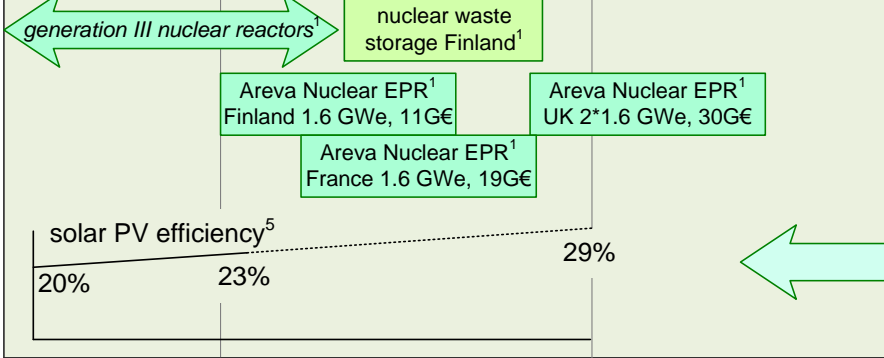 generation III nuclear reactors¹
nuclear waste
storage Finland¹
Areva Nuclear EPR¹
Finland 1.6 GWe, 11G€
Areva Nuclear EPR¹
UK 2*1.6 GWe, 30G€
Areva Nuclear EPR¹
France 1.6 GWe, 19G€
solar PV efficiency⁵
20%
23%
29%